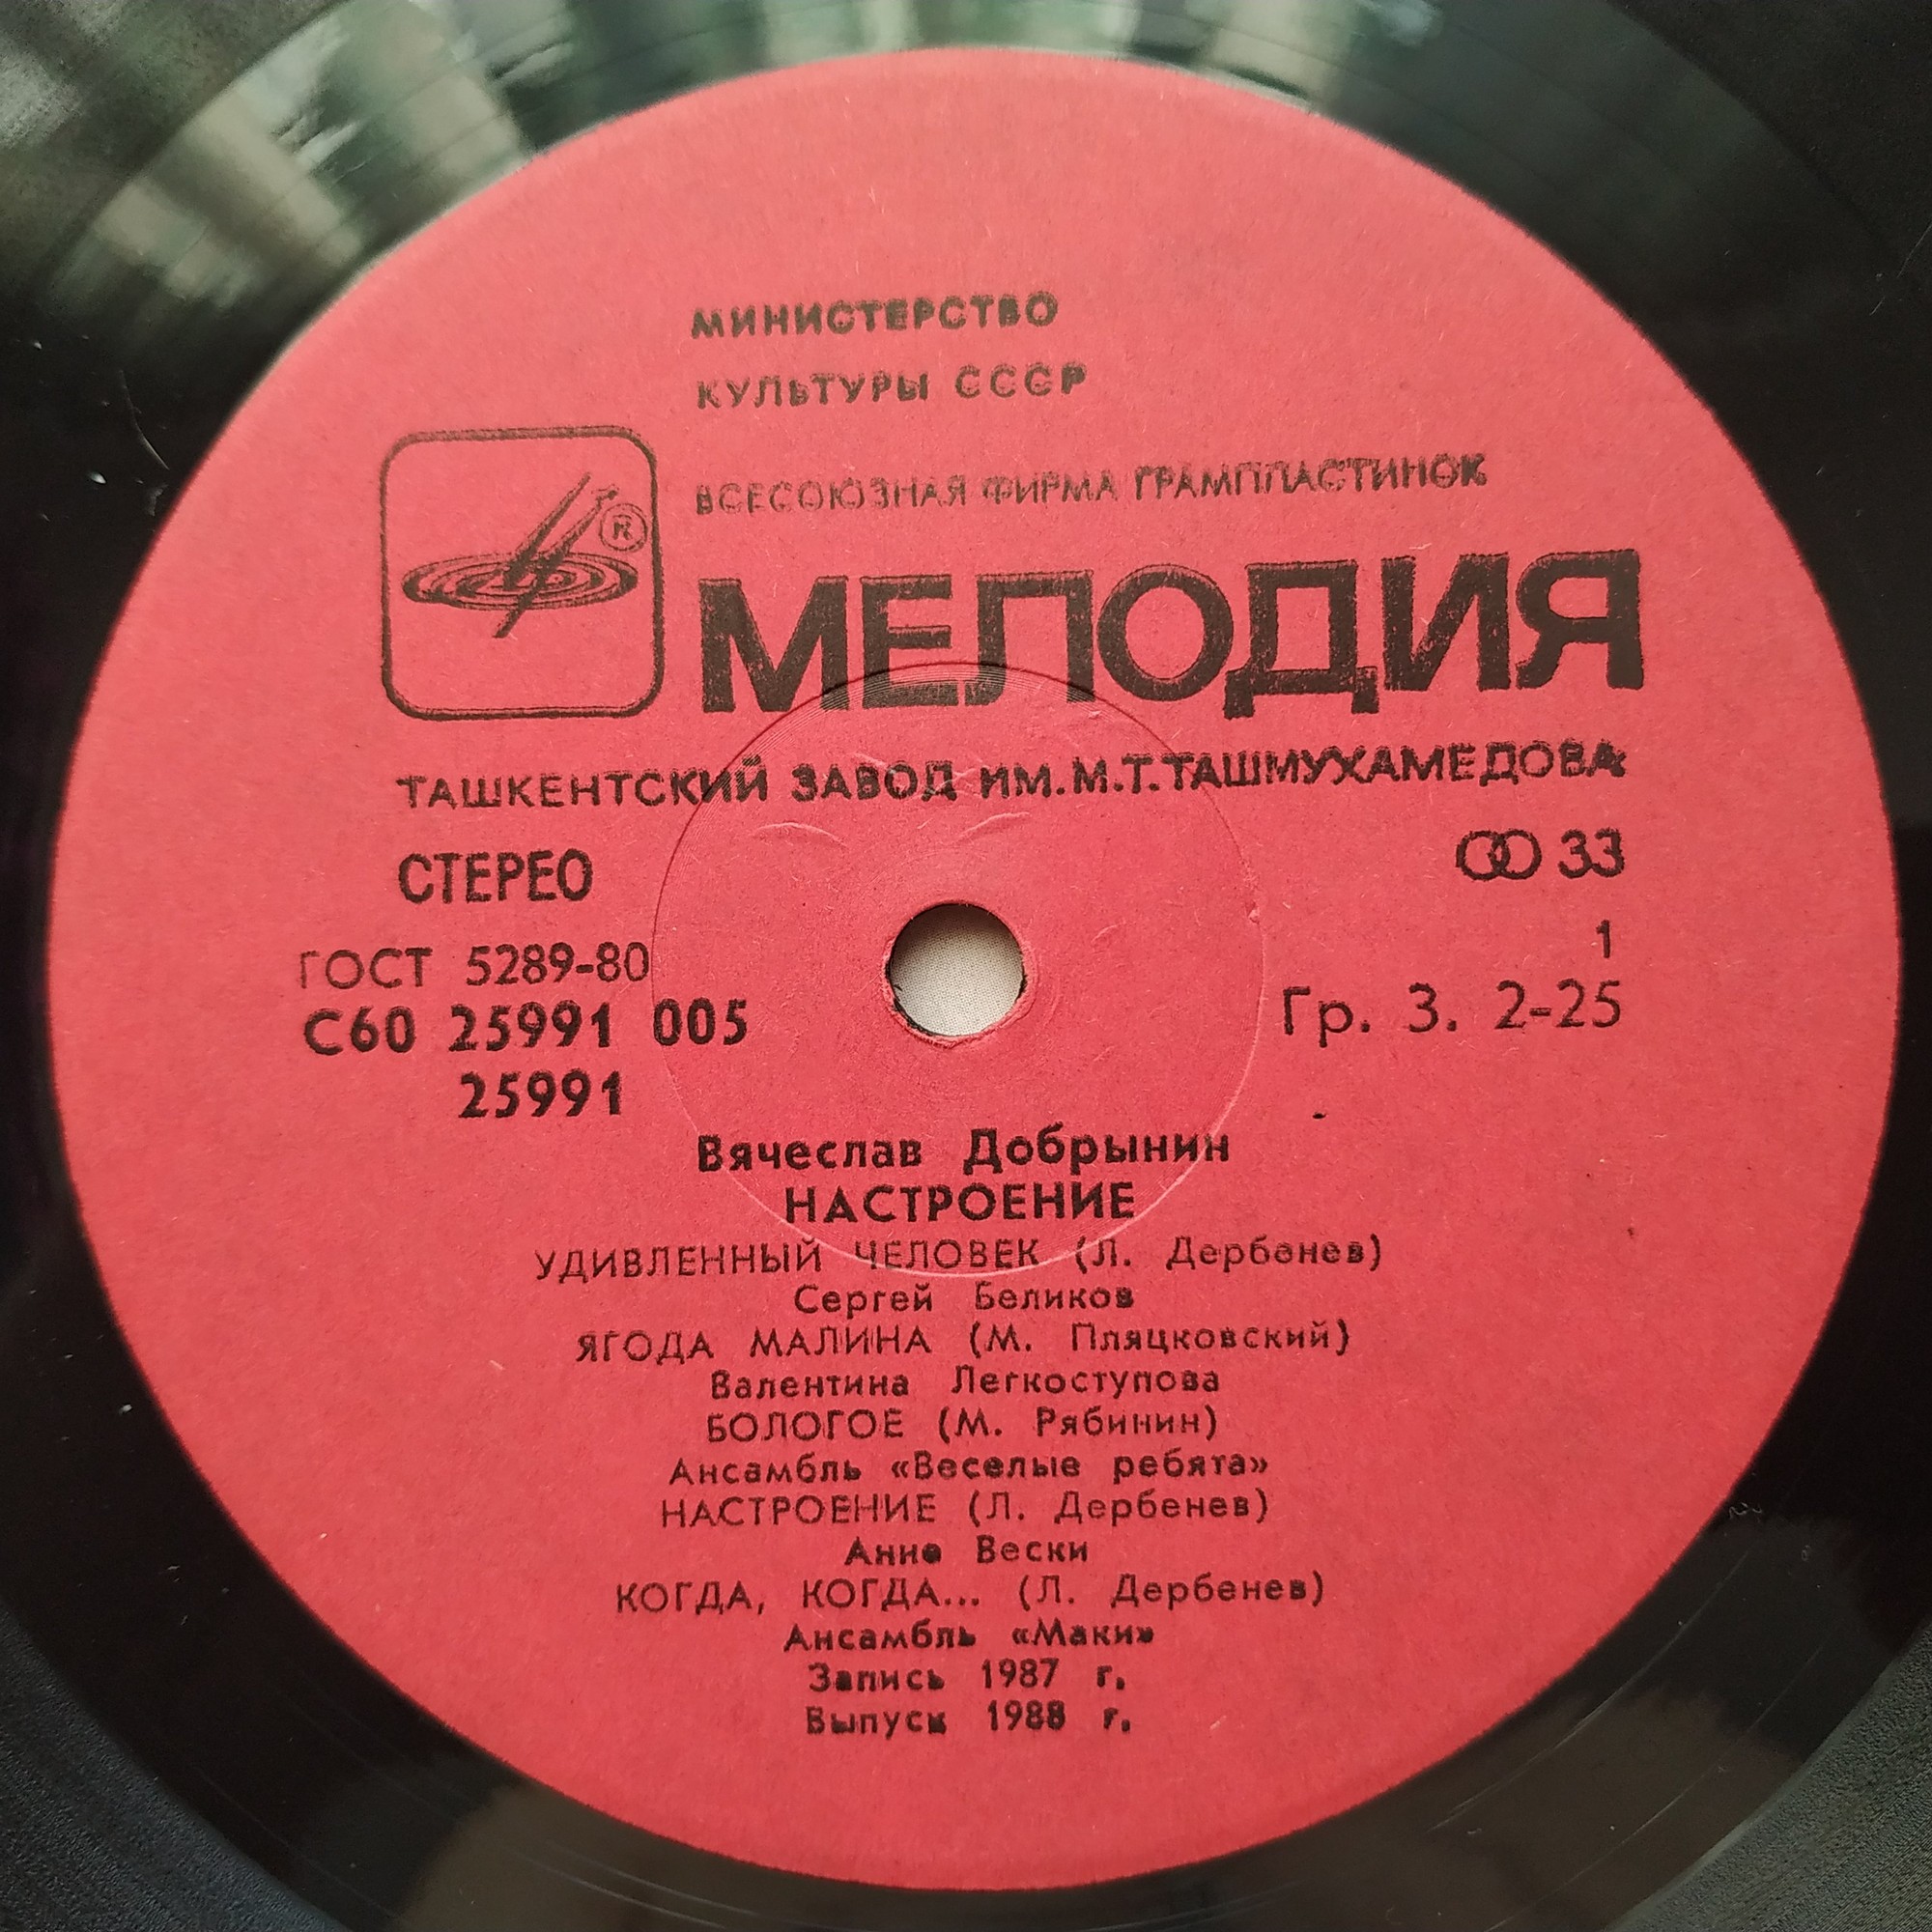 МИНИСТЕРСТВО
КУЛЬТУРЫ СССР
ВСЕСОЮЗНАЯ ФИРМА ГРАМПЛАСТИНОК
®
МЕЛОДИЯ
ТАШКЕНТСКИЙ ЗАВОД ИМ. М.Т. ТАШМУХАМЕДОВА
СТЕРЕО
33
ГОСТ 5289-80
1
С60 25991 005
Гр. 3. 2-25
25991
Вячеслав Добрынин
НАСТРОЕНИЕ
УДИВЛЕННЫЙ ЧЕЛОВЕК (Л. Дербенев)
Сергей Беликов
ЯГОДА МАЛИНА (М. Пляцковский)
Валентина Легкоступова
БОЛОГОЕ (М. Рябинин)
Ансамбль «Веселые ребята»
НАСТРОЕНИЕ (Л. Дербенев)
Анне Вески
КОГДА, КОГДА... (Л. Дербенев)
Ансамбль «Маки»
Запись 1987 г.
Выпуск 1988 г.